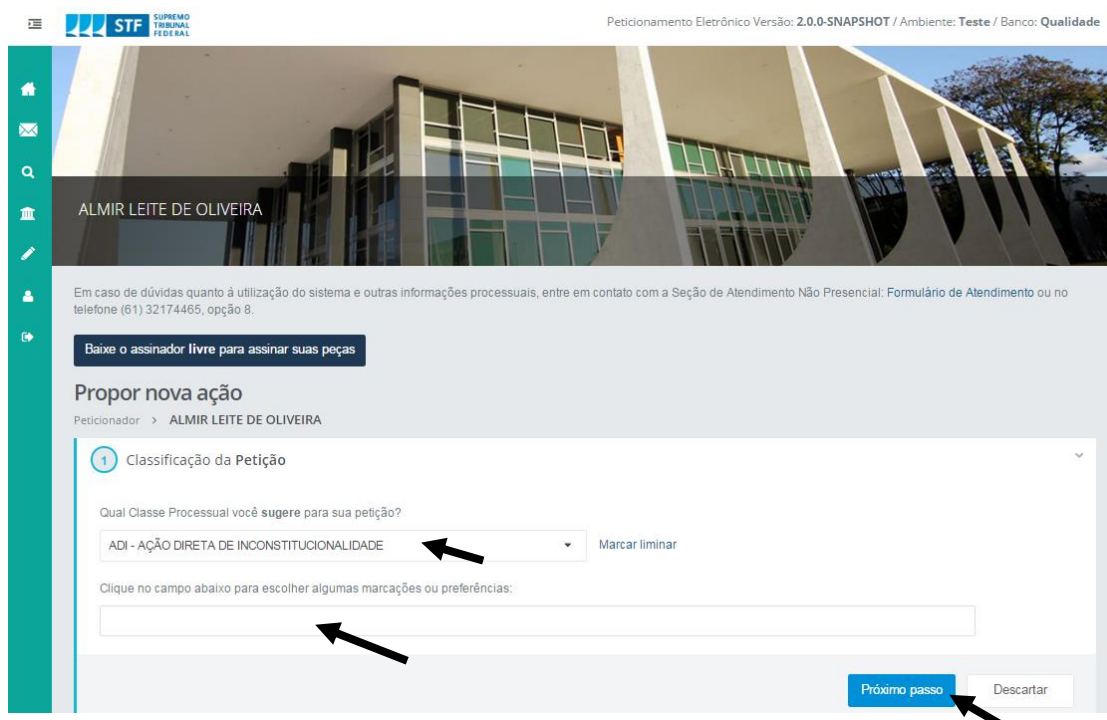 STF SUPREMO
TRIBUNAL
FEDERAL
Peticionamento Eletrônico Versão: 2.0.0-SNAPSHOT / Ambiente: Teste / Banco: Qualidade
ALMIR LEITE DE OLIVEIRA
Em caso de dúvidas quanto à utilização do sistema e outras informações processuais, entre em contato com a Seção de Atendimento Não Presencial: Formulário de Atendimento ou no
telefone (61) 32174465, opção 8.
Baixe o assinador livre para assinar suas peças
Propor nova ação
Peticionador > ALMIR LEITE DE OLIVEIRA
1 Classificação da Petição
Qual Classe Processual você sugere para sua petição?
ADI - AÇÃO DIRETA DE INCONSTITUCIONALIDADE Marcar liminar
Clique no campo abaixo para escolher algumas marcações ou preferências:
Próximo passo Descartar